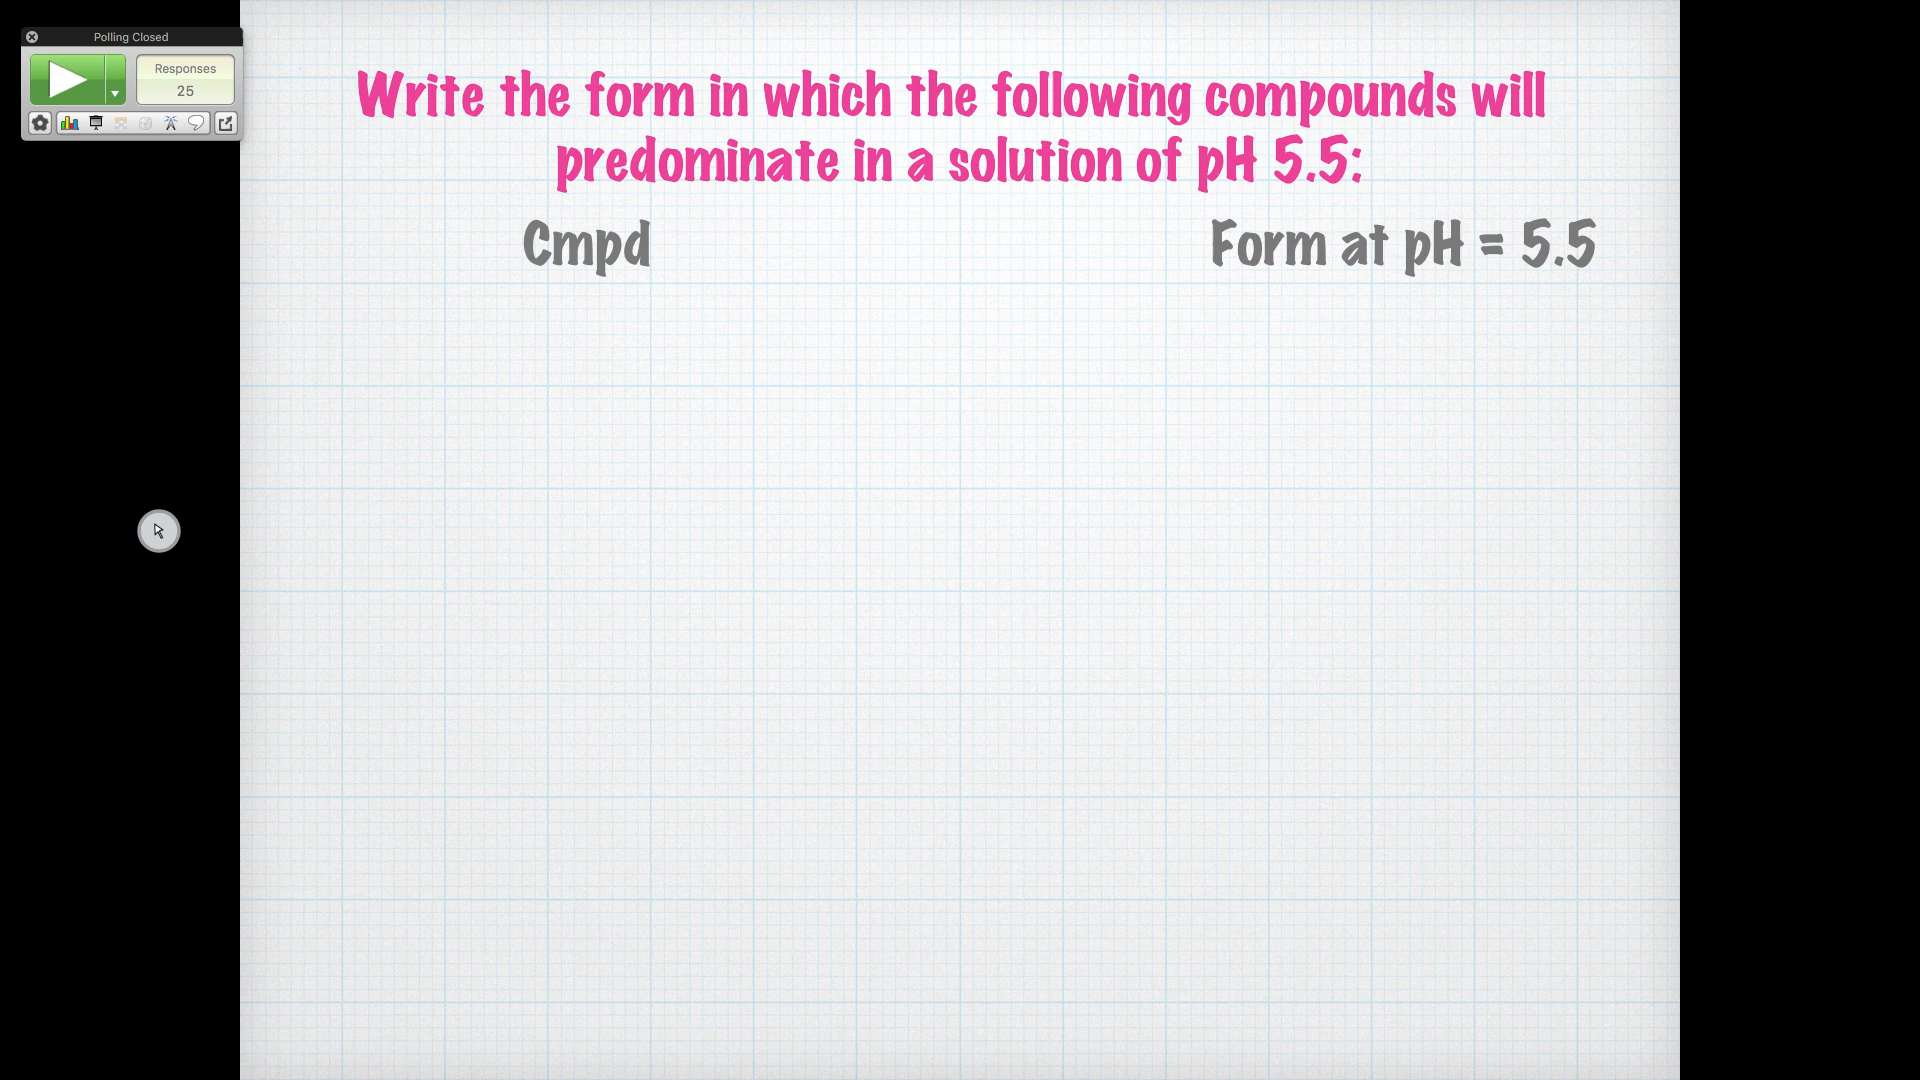 Polling Closed
Responses
25
Write the form in which the following compounds will
predominate in a solution of pH 5.5:
Cmpd
Form at pH = 5.5